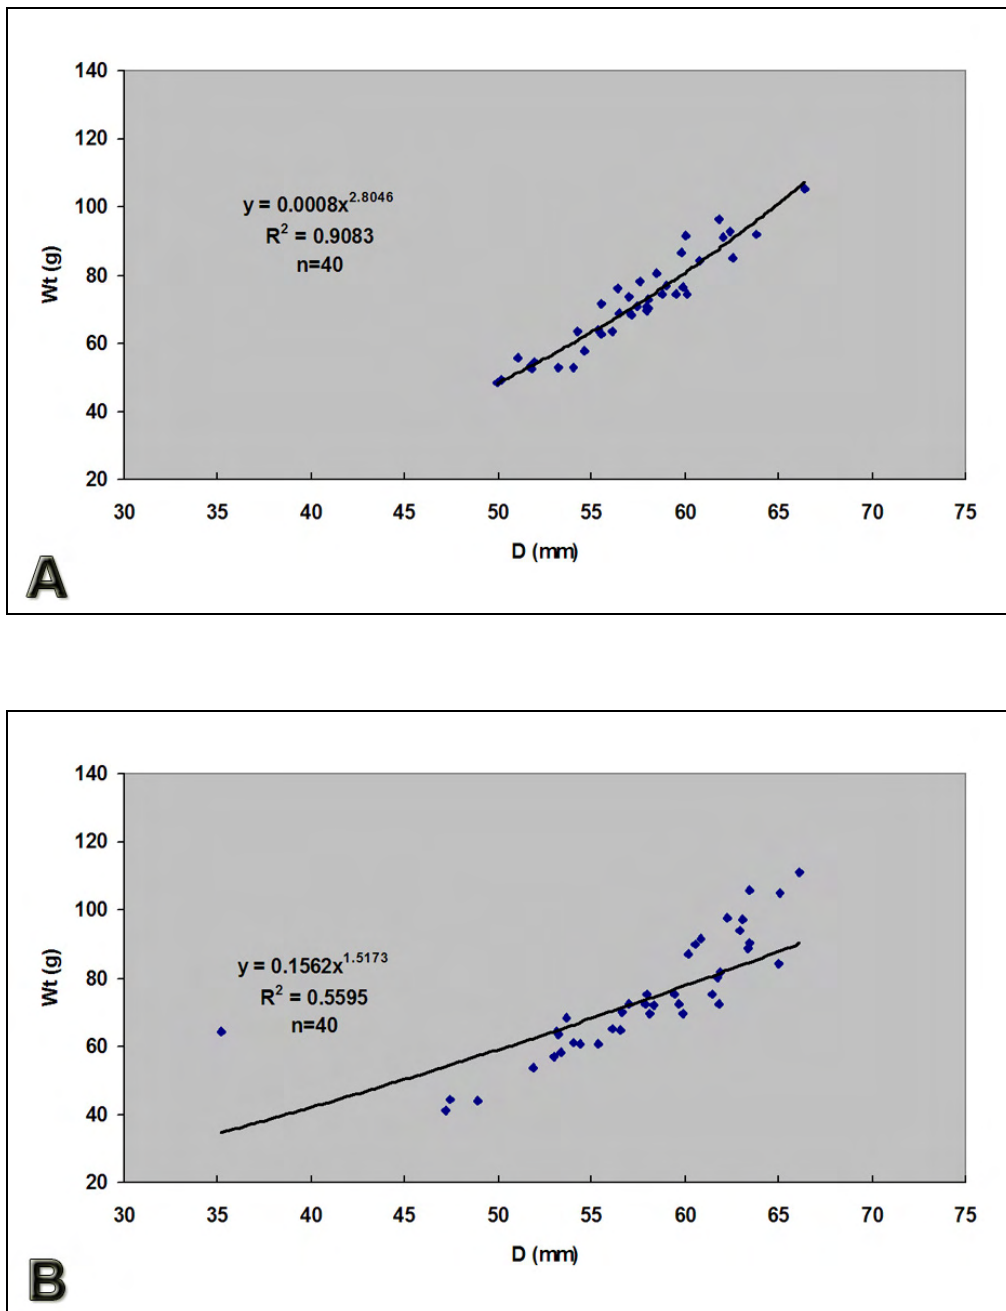 140
120
100
80
60
40
20
Wt (g)
y = 0.0008x^2.8046
R^2 = 0.9083
n=40
30 35 40 45 50 55 60 65 70 75
D (mm)
A
140
120
100
80
60
40
20
Wt (g)
y = 0.1562x^1.5173
R^2 = 0.5595
n=40
30 35 40 45 50 55 60 65 70 75
D (mm)
B